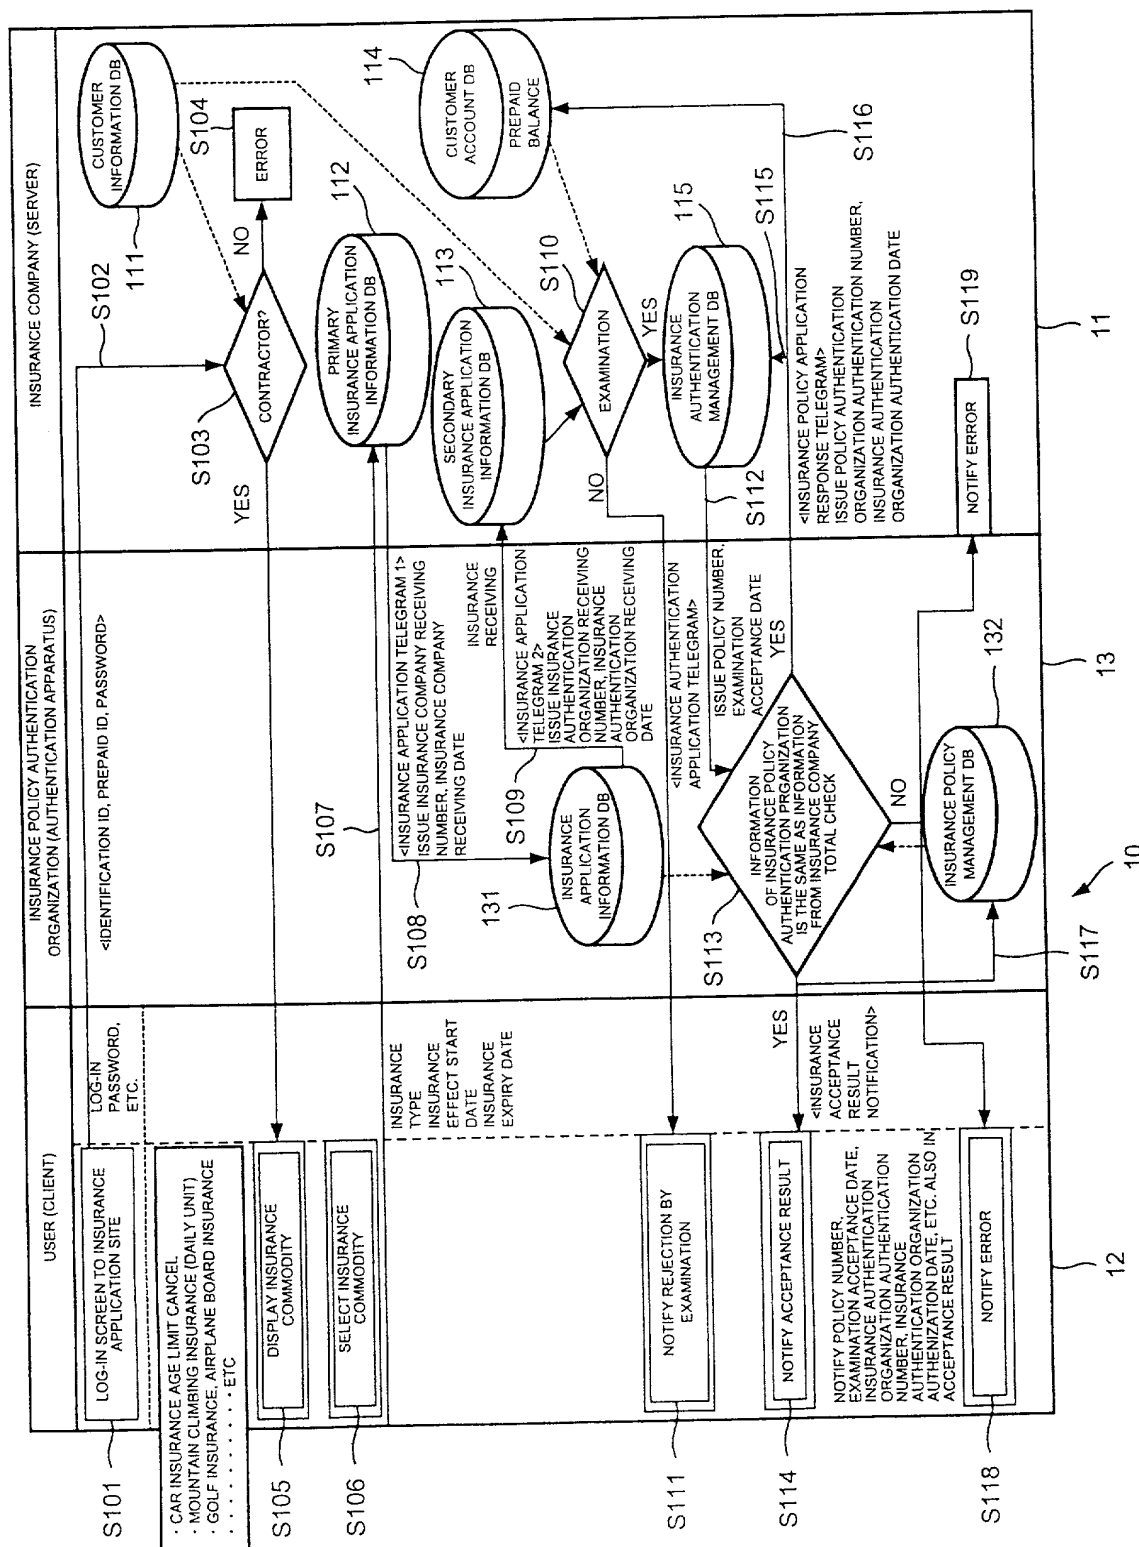 USER (CLIENT)
INSURANCE POLICY AUTHENTICATION
ORGANIZATION (AUTHENTICATION APPARATUS)
INSURANCE COMPANY (SERVER)
LOG-IN SCREEN TO INSURANCE
APPLICATION SITE
S101
LOG-IN
PASSWORD,
ETC.
<IDENTIFICATION ID, PREPAID ID, PASSWORD>
S102
CUSTOMER
INFORMATION DB
111
CONTRACTOR?
S103
NO
ERROR
S104
YES
· CAR INSURANCE AGE LIMIT CANCEL
· MOUNTAIN CLIMBING INSURANCE (DAILY UNIT)
· GOLF INSURANCE, AIRPLANE BOARD INSURANCE
· · · · · · · · · · ETC
DISPLAY INSURANCE
COMMODITY
S105
SELECT INSURANCE
COMMODITY
S106
S107
PRIMARY
INSURANCE APPLICATION
INFORMATION DB
112
INSURANCE
TYPE INSURANCE
EFFECT START
DATE INSURANCE
EXPIRY DATE
<INSURANCE APPLICATION TELEGRAM 1>
ISSUE INSURANCE COMPANY RECEIVING
NUMBER, INSURANCE COMPANY
RECEIVING DATE
S108
INSURANCE
RECEIVING
SECONDARY
INSURANCE APPLICATION
INFORMATION DB
113
CUSTOMER
ACCOUNT DB
PREPAID
BALANCE
114
<INSURANCE APPLICATION
TELEGRAM 2>
ISSUE INSURANCE
AUTHENTICATION
ORGANIZATION RECEIVING
NUMBER, INSURANCE
AUTHENTICATION
ORGANIZATION RECEIVING
DATE
S109
INSURANCE
APPLICATION
INFORMATION DB
131
EXAMINATION
S110
NO
YES
NOTIFY REJECTION BY
EXAMINATION
S111
<INSURANCE AUTHENTICATION
APPLICATION TELEGRAM>
INSURANCE
AUTHENTICATION
MANAGEMENT DB
115
S112
ISSUE POLICY NUMBER,
EXAMINATION
ACCEPTANCE DATE
INFORMATION
OF INSURANCE POLICY
AUTHENTICATION PRGANIZATION
IS THE SAME AS INFORMATION
FROM INSURANCE COMPANY
TOTAL CHECK
S113
YES
YES
NO
NOTIFY ACCEPTANCE RESULT
S114
<INSURANCE
ACCEPTANCE
RESULT
NOTIFICATION>
S115
S116
<INSURANCE POLICY APPLICATION
RESPONSE TELEGRAM>
ISSUE POLICY AUTHENTICATION
ORGANIZATION AUTHENTICATION NUMBER,
INSURANCE AUTHENTICATION
ORGANIZATION AUTHENTICATION DATE
NOTIFY POLICY NUMBER,
EXAMINATION ACCEPTANCE DATE,
INSURANCE AUTHENTICATION
ORGANIZATION AUTHENTICATION
NUMBER, INSURANCE
AUTHENTICATION ORGANIZATION
AUTHENIZATION DATE, ETC. ALSO IN
ACCEPTANCE RESULT
INSURANCE POLICY
MANAGEMENT DB
132
S117
NOTIFY ERROR
S118
NOTIFY ERROR
S119
12
13
11
10